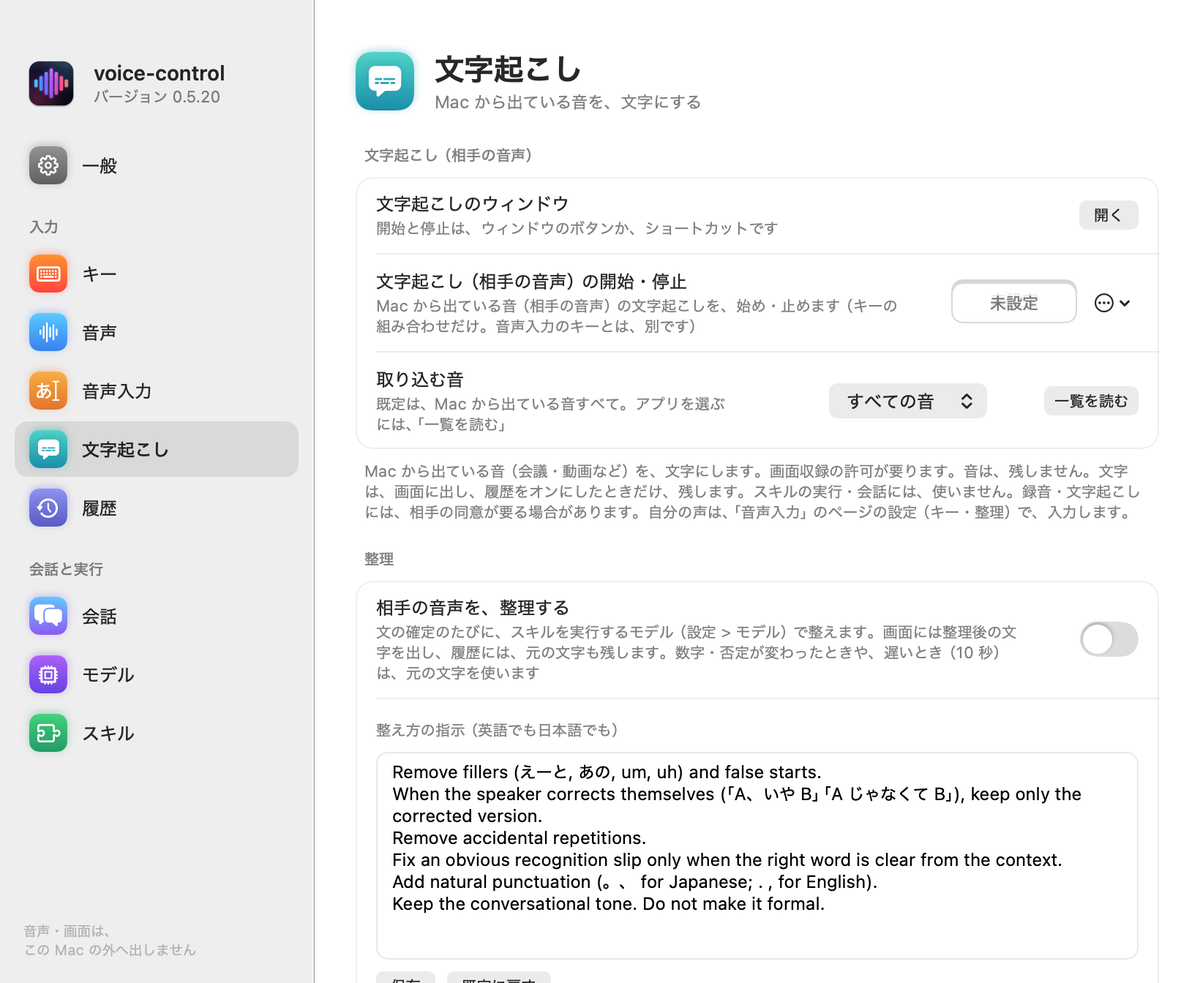 voice-control
バージョン 0.5.20
一般
入力
キー
音声
あ
音声入力
文字起こし
履歴
会話と実行
会話
モデル
スキル
音声・画面は、
この Mac の外へ出しません
文字起こし
Mac から出ている音を、文字にする
文字起こし（相手の音声）
文字起こしのウィンドウ
開始と停止は、ウィンドウのボタンか、ショートカットです
開く
文字起こし（相手の音声）の開始・停止
Mac から出ている音（相手の音声）の文字起こしを、始め・止めます（キーの
組み合わせだけ。音声入力のキーとは、別です）
未設定
取り込む音
既定は、Mac から出ている音すべて。アプリを選ぶ
には、「一覧を読む」
すべての音
一覧を読む
Mac から出ている音（会議・動画など）を、文字にします。画面収録の許可が要ります。音は、残しません。文字
は、画面に出し、履歴をオンにしたときだけ、残します。スキルの実行・会話には、使いません。録音・文字起こし
には、相手の同意が要る場合があります。自分の声は、「音声入力」のページの設定（キー・整理）で、入力します。
整理
相手の音声を、整理する
文の確定のたびに、スキルを実行するモデル（設定 > モデル）で整えます。画面には整理後の文
字を出し、履歴には、元の文字も残します。数字・否定が変わったときや、遅いとき（10 秒）
は、元の文字を使います
整え方の指示（英語でも日本語でも）
Remove fillers (えーと, あの, um, uh) and false starts.
When the speaker corrects themselves (「A、いや B」「A じゃなくて B」), keep only the
corrected version.
Remove accidental repetitions.
Fix an obvious recognition slip only when the right word is clear from the context.
Add natural punctuation (。、 for Japanese; . , for English).
Keep the conversational tone. Do not make it formal.
保存
既定に戻す